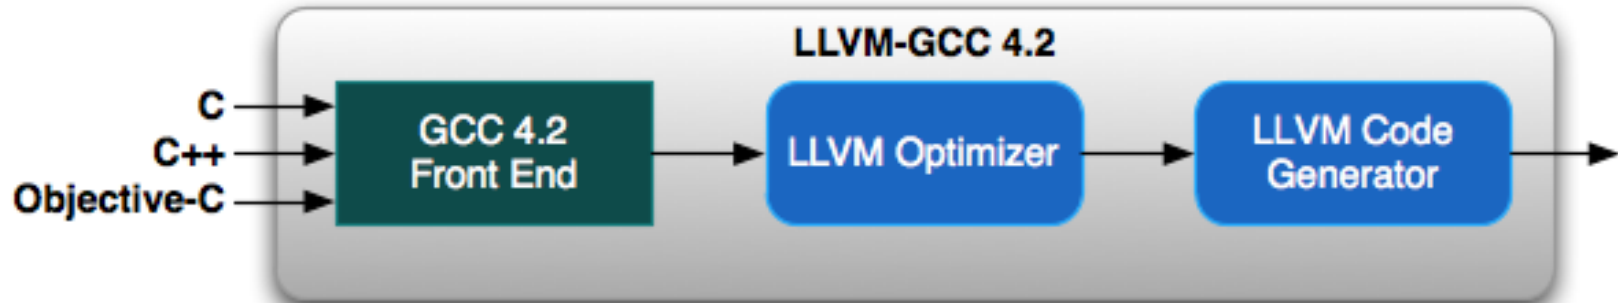 LLVM-GCC 4.2
C
C++
Objective-C
GCC 4.2
Front End
LLVM Optimizer
LLVM Code
Generator